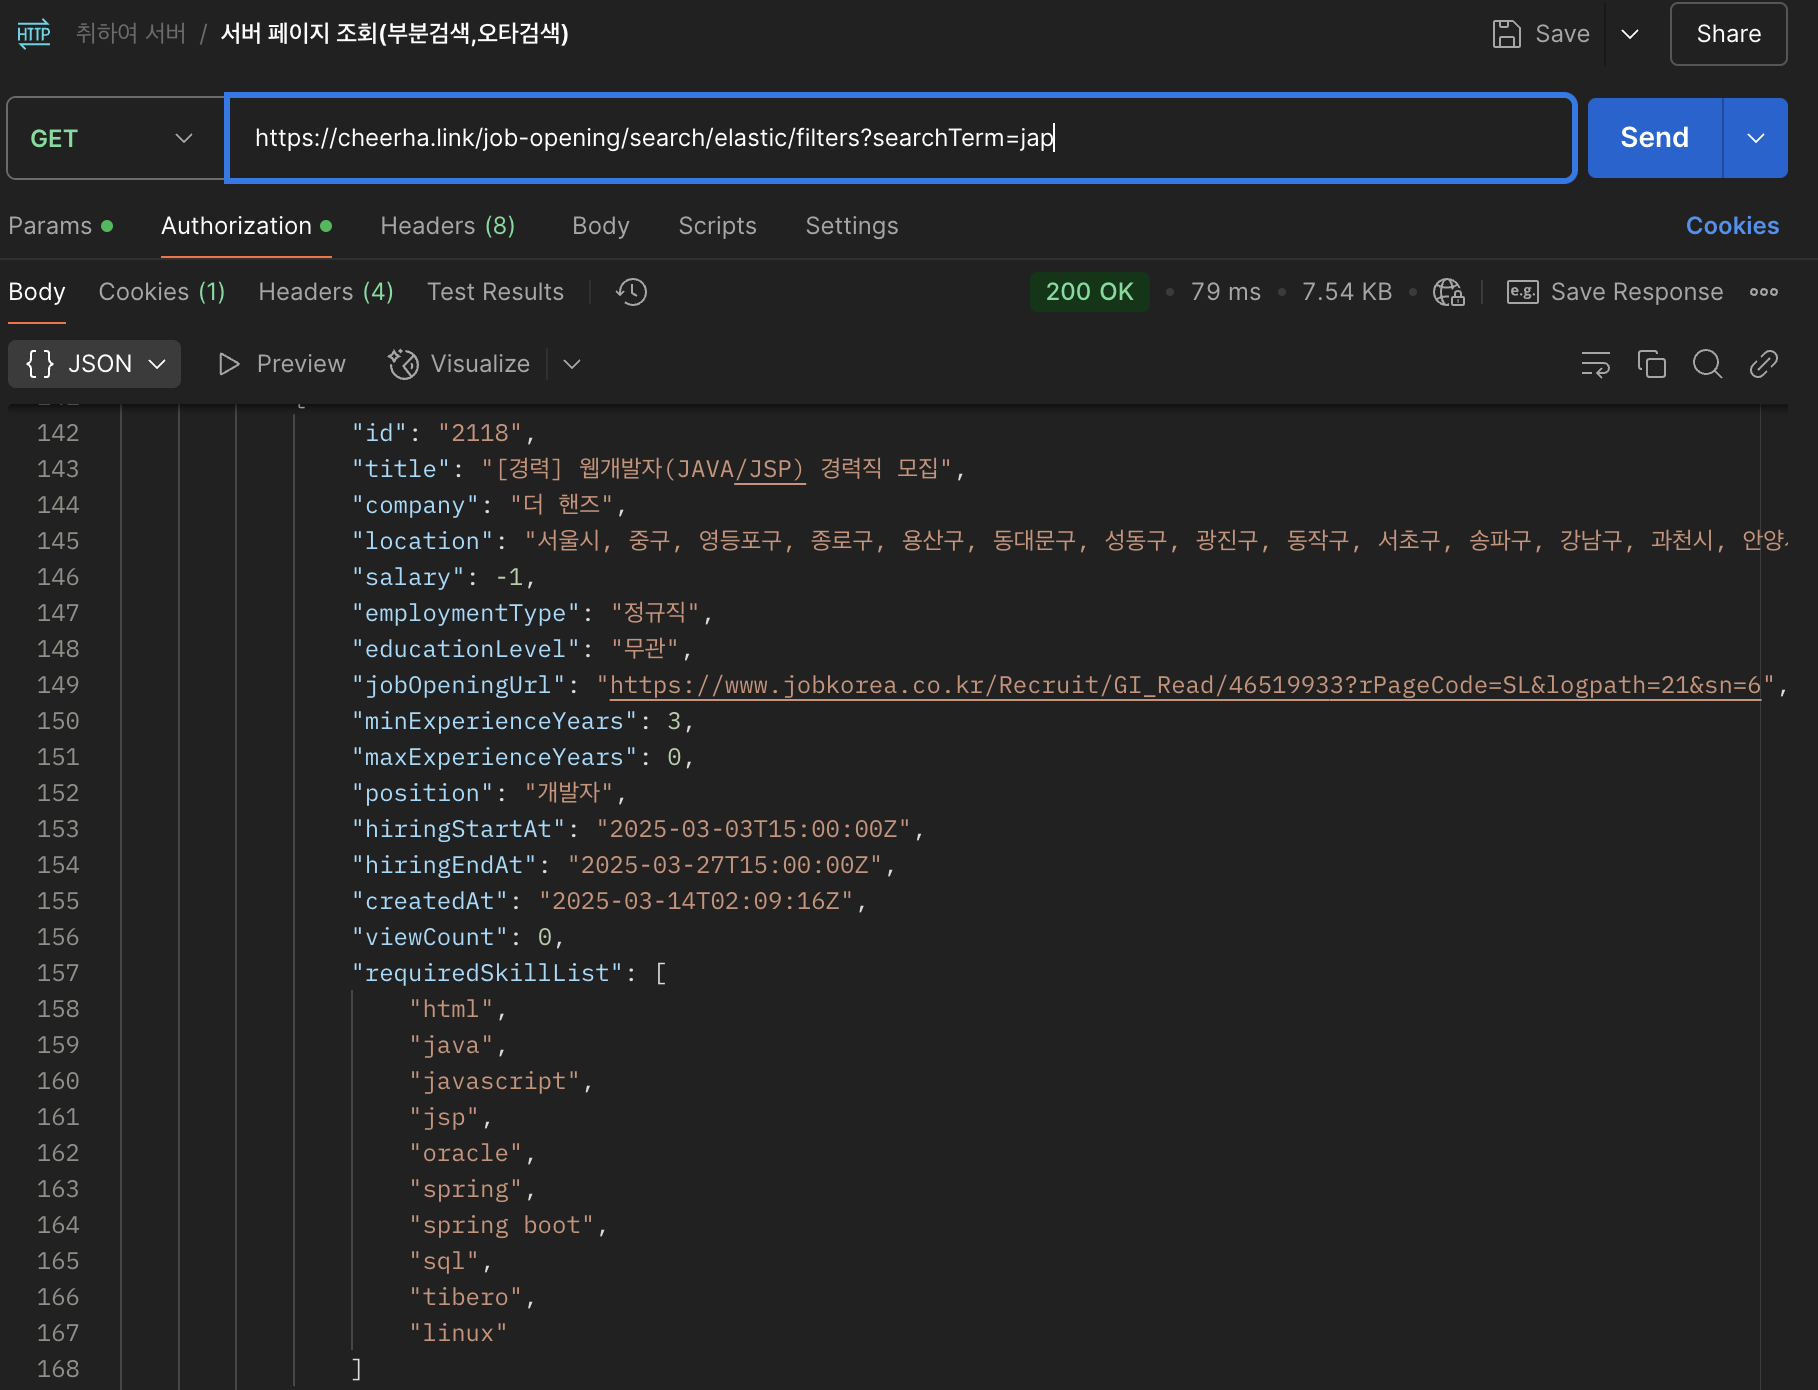 HTTP 취하여 서버 / 서버 페이지 조회(부분검색,오타검색) Save Share
GET https://cheerha.link/job-opening/search/elastic/filters?searchTerm=jap Send
Params Authorization Headers (8) Body Scripts Settings Cookies
Body Cookies (1) Headers (4) Test Results 200 OK • 79 ms • 7.54 KB • e.g. Save Response
{} JSON Preview Visualize
142 "id": "2118",
143 "title": "[경력] 웹개발자(JAVA/JSP) 경력직 모집",
144 "company": "더 핸즈",
145 "location": "서울시, 중구, 영등포구, 종로구, 용산구, 동대문구, 성동구, 광진구, 동작구, 서초구, 송파구, 강남구, 과천시, 안양
146 "salary": -1,
147 "employmentType": "정규직",
148 "educationLevel": "무관",
149 "jobOpeningUrl": "https://www.jobkorea.co.kr/Recruit/GI_Read/46519933?rPageCode=SL&logpath=21&sn=6",
150 "minExperienceYears": 3,
151 "maxExperienceYears": 0,
152 "position": "개발자",
153 "hiringStartAt": "2025-03-03T15:00:00Z",
154 "hiringEndAt": "2025-03-27T15:00:00Z",
155 "createdAt": "2025-03-14T02:09:16Z",
156 "viewCount": 0,
157 "requiredSkillList": [
158 "html",
159 "java",
160 "javascript",
161 "jsp",
162 "oracle",
163 "spring",
164 "spring boot",
165 "sql",
166 "tibero",
167 "linux"
168 ]